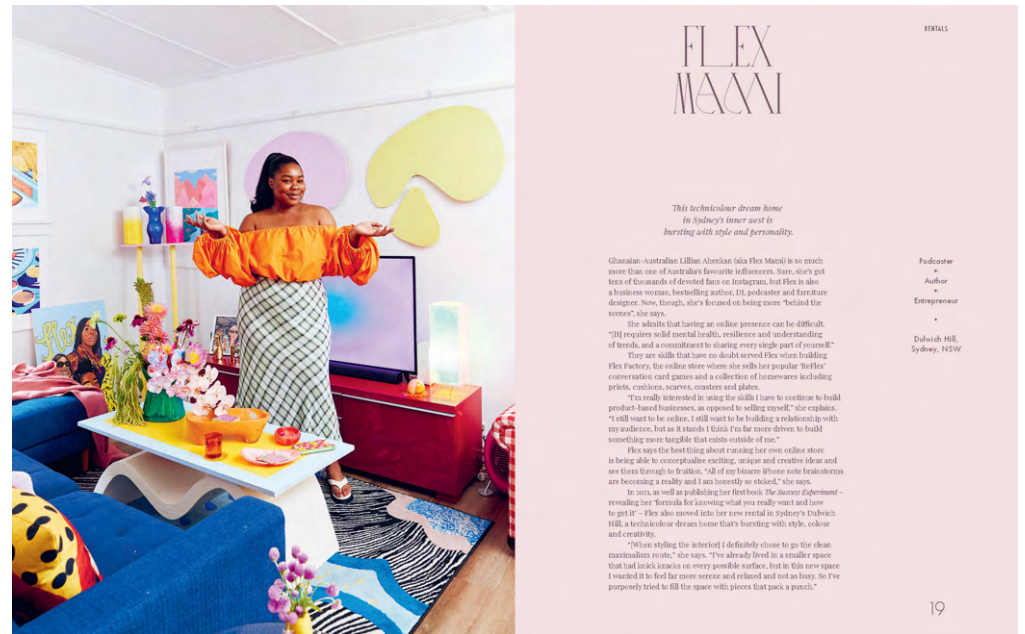 flex
FLEX
MAMI
RENTALS
This technicolour dream home
in Sydney's inner west is
bursting with style and personality.
Ghanaian-Australian Lillian Ahenkan (aka Flex Mami) is so much
more than one of Australia's favourite influencers. Sure, she's got
tens of thousands of devoted fans on Instagram, but Flex is also
a business woman, bestselling author, DJ, podcaster and furniture
designer. Now, though, she's focused on being more "behind the
scenes", she says.
She admits that having an online presence can be difficult.
"[It] requires solid mental health, resilience and understanding
of trends, and a commitment to sharing every single part of yourself."
They are skills that have no doubt served Flex when building
Flex Factory, the online store where she sells her popular 'ReFlex'
conversation card games and a collection of homewares including
prints, cushions, scarves, coasters and plates.
"I'm really interested in using the skills I have to continue to build
product-based businesses, as opposed to selling myself," she explains.
"I still want to be online, I still want to be building a relationship with
my audience, but as it stands I think I'm far more driven to build
something more tangible that exists outside of me."
Flex says the best thing about running her own online store
is being able to conceptualise exciting, unique and creative ideas and
see them through to fruition. "All of my bizarre iPhone note brainstorms
are becoming a reality and I am honestly so stoked," she says.
In 2021, as well as publishing her first book The Success Experiment –
revealing her 'formula for knowing what you really want and how
to get it' – Flex also moved into her new rental in Sydney's Dulwich
Hill, a technicolour dream home that's bursting with style, colour
and creativity.
"[When styling the interior] I definitely chose to go the clean
maximalism route," she says. "I've already lived in a smaller space
that had knick knacks on every possible surface, but in this new space
I wanted it to feel far more serene and relaxed and not as busy. So I've
purposely tried to fill the space with pieces that pack a punch."
Podcaster
+
Author
+
Entrepreneur
•
Dulwich Hill,
Sydney, NSW
19